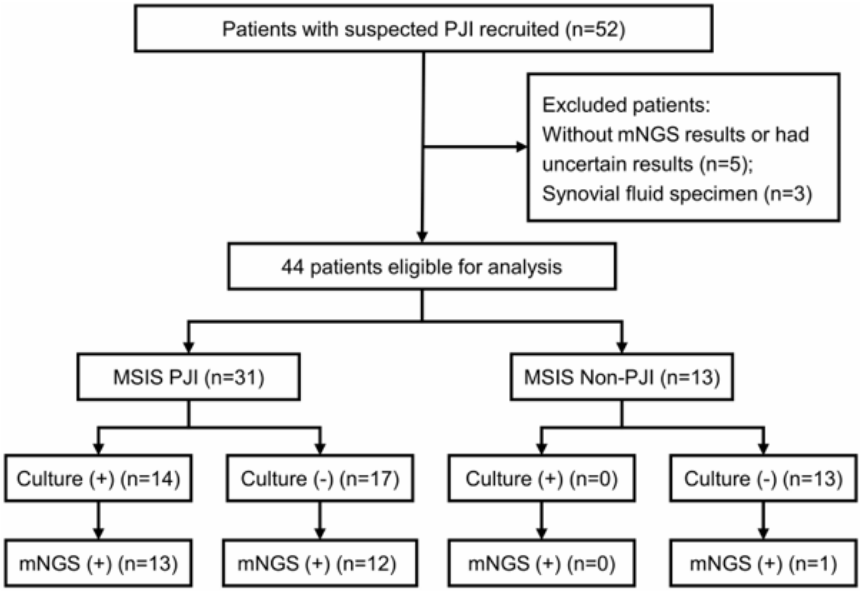 Patients with suspected PJI recruited (n=52)
Excluded patients:
Without mNGS results or had
uncertain results (n=5);
Synovial fluid specimen (n=3)
44 patients eligible for analysis
MSIS PJI (n=31)
MSIS Non-PJI (n=13)
Culture (+) (n=14)
Culture (-) (n=17)
Culture (+) (n=0)
Culture (-) (n=13)
mNGS (+) (n=13)
mNGS (+) (n=12)
mNGS (+) (n=0)
mNGS (+) (n=1)